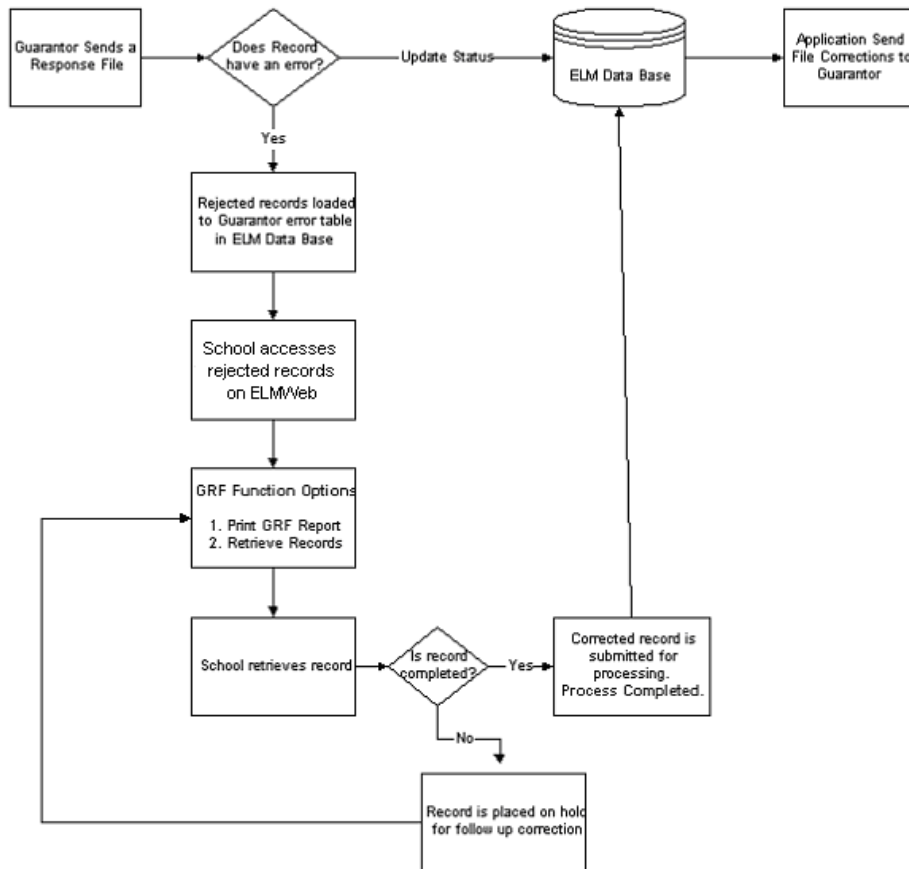 Guarantor Sends a
Response File
Does Record
have an error?
Update Status
ELM Data Base
Application Send
File Corrections to
Guarantor
Yes
Rejected records loaded
to Guarantor error table
in ELM Data Base
School accesses
rejected records
on ELMWeb
GRF Function Options
1. Print GRF Report
2. Retrieve Records
School retrieves record
Is record
completed?
Yes
Corrected record is
submitted for
processing.
Process Completed.
No
Record is placed on hold
for follow up correction